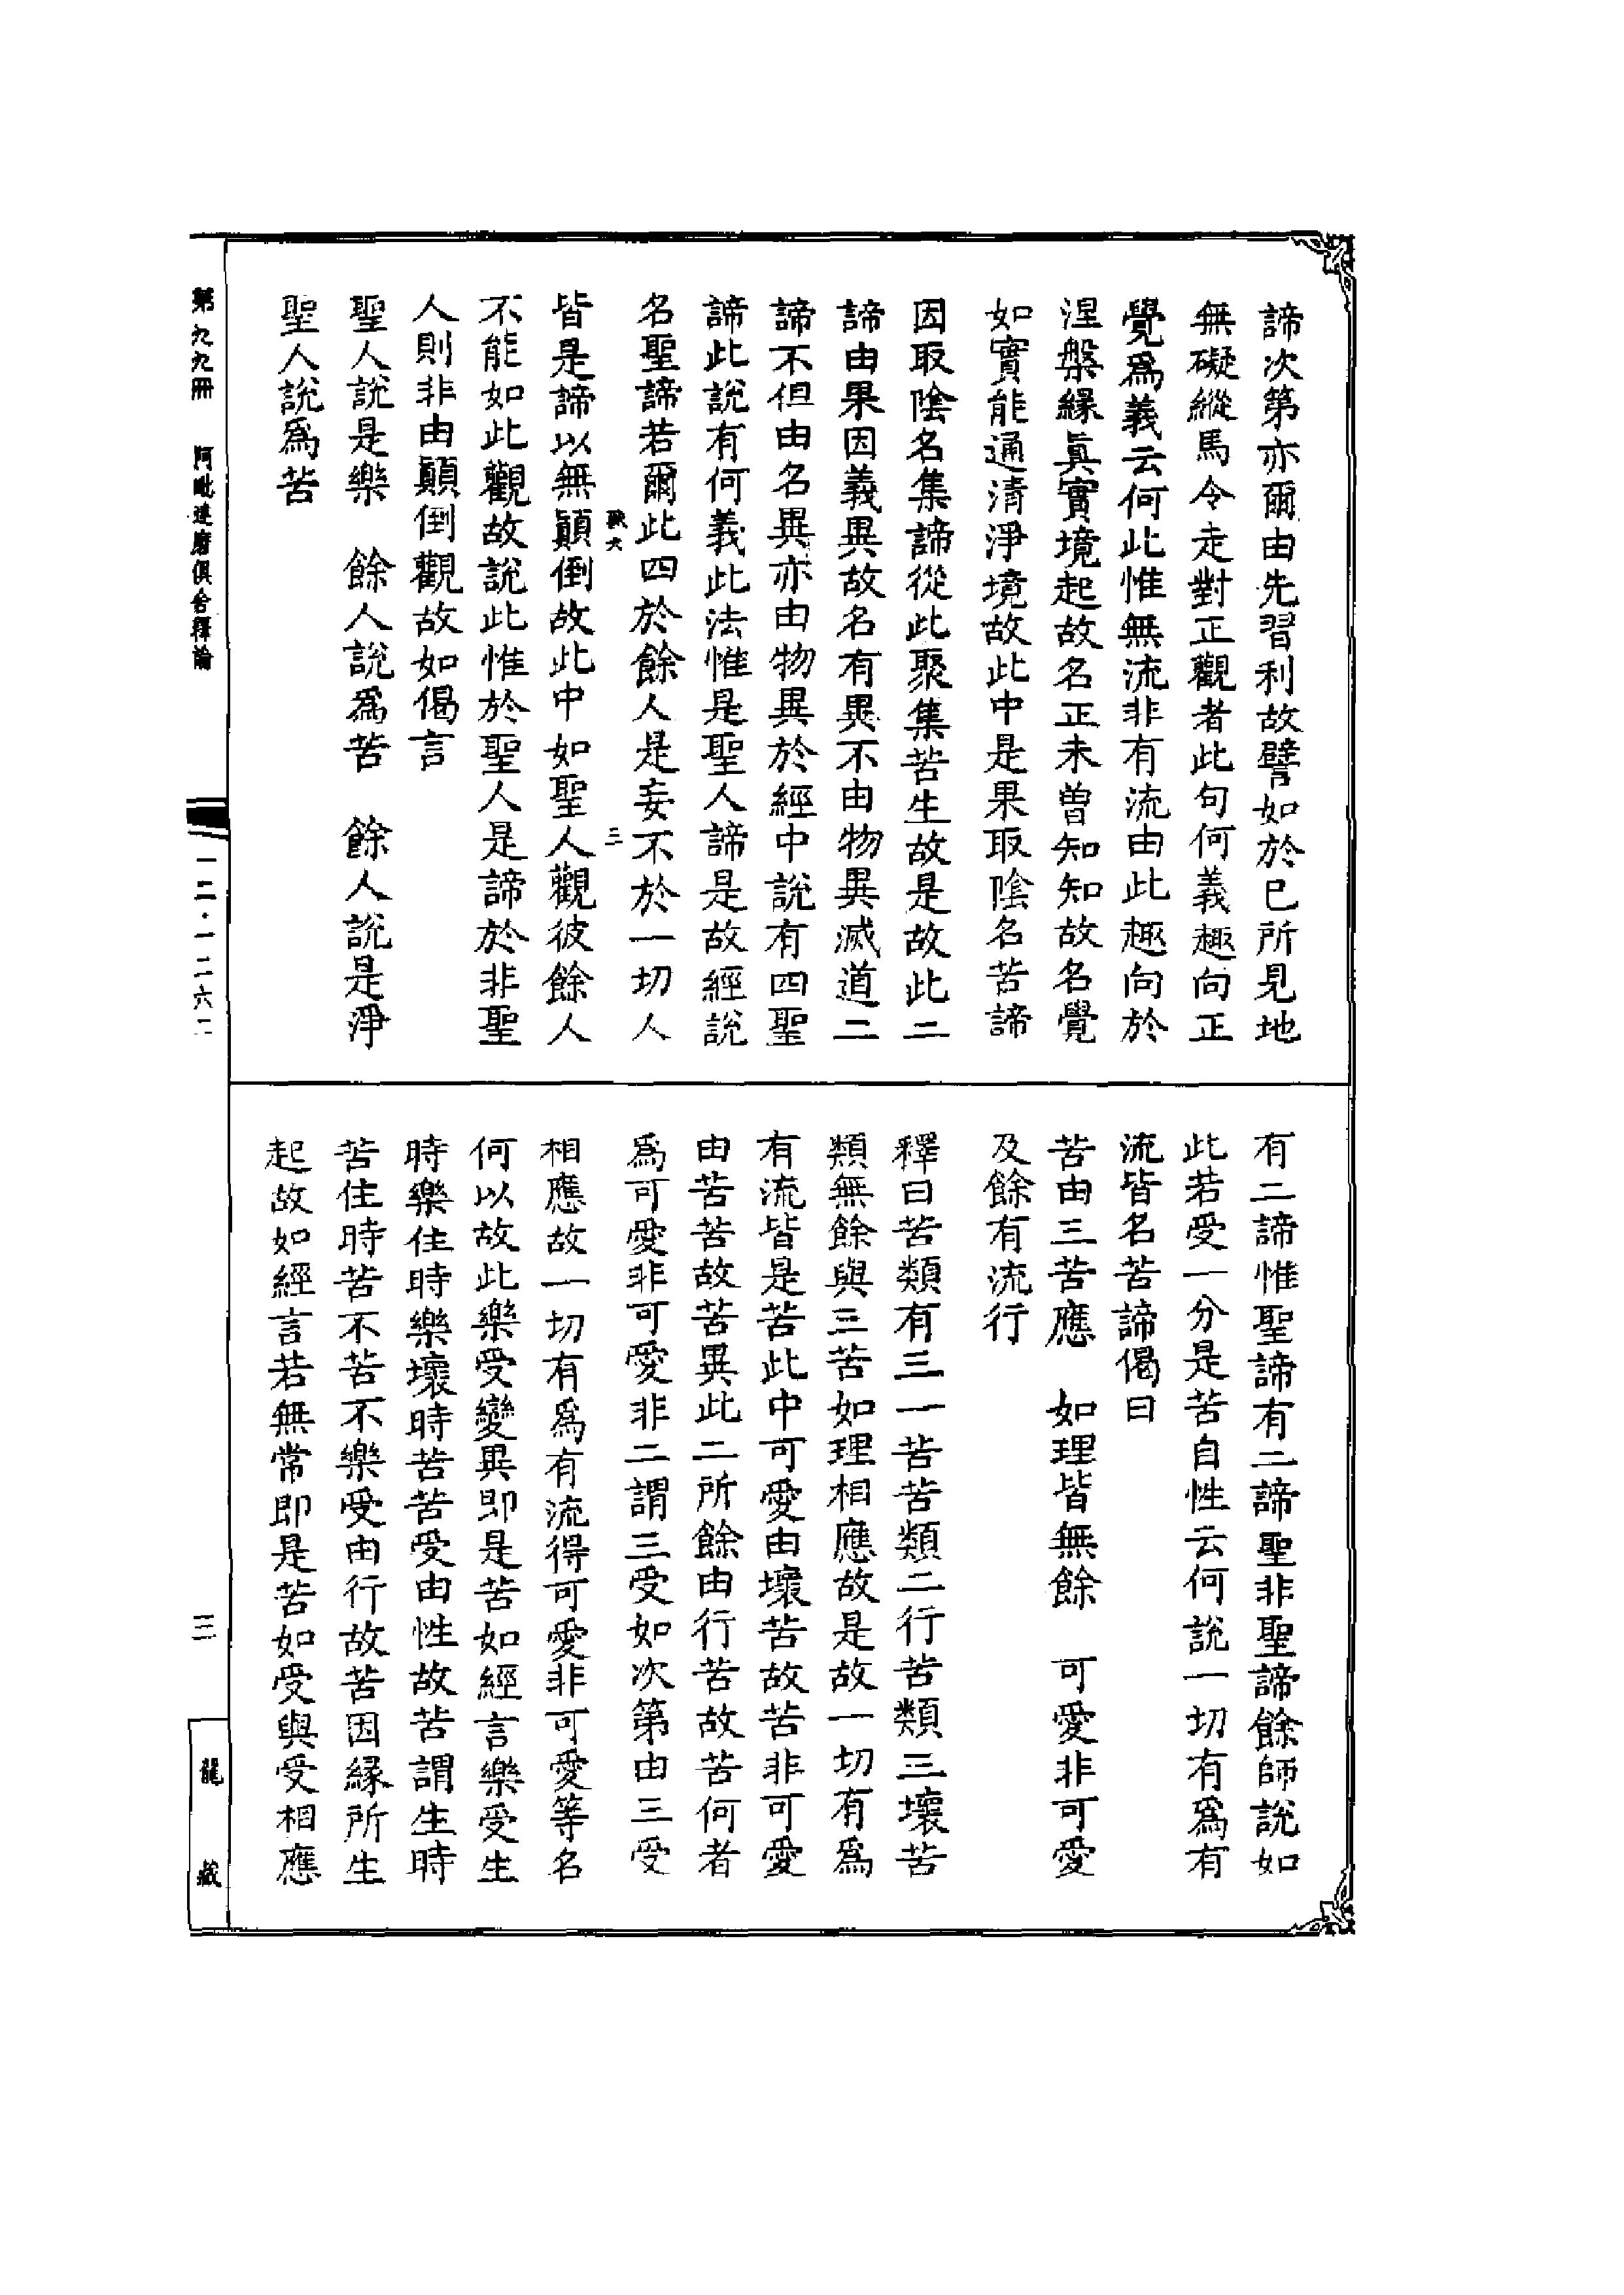 諦次第亦爾由先習利故譬如於已所見地
無礙縱馬令走對正觀者此句何義趣向正
覺爲義云何此惟無流非有流由此趣向於
涅槃緣眞實境起故名正未曾知知故名覺
如實能通清淨境故此中是果取陰名苦諦
因取陰名集諦從此聚集苦生故是故此二
諦由果因義異故名有異不由物異滅道二
諦不但由名異亦由物異於經中說有四聖
諦此說有何義此法惟是聖人諦是故經說
名聖諦若爾此四於餘人是妄不於一切人
三
皆是諦以無顚倒故此中如聖人觀彼餘人
不能如此觀故說此惟於聖人是諦於非聖
人則非由顚倒觀故如偈言
聖人說是樂　餘人說爲苦　餘人說是淨
聖人說爲苦
有二諦惟聖諦有二諦聖非聖諦餘師說如
此若受一分是苦自性云何說一切有爲有
流皆名苦諦偈曰
苦由三苦應　如理皆無餘　可愛非可愛
及餘有流行
釋曰苦類有三一苦苦類二行苦類三壞苦
類無餘與三苦如理相應故是故一切有爲
有流皆是苦此中可愛由壞苦故苦非可愛
由苦苦故苦異此二所餘由行苦故苦何者
爲可愛非可愛非二謂三受如次第由三受
相應故一切有爲有流得可愛非可愛等名
何以故此樂受變異即是苦如經言樂受生
時樂住時樂壞時苦苦受由性故苦謂生時
苦住時苦不苦不樂受由行故苦因緣所生
起故如經言若無常即是苦如受與受相應
第九九冊　阿毗達磨俱舍釋論
一二·一二六二
三
龍藏